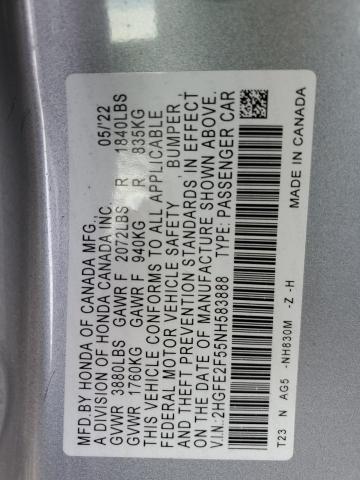 MFD.BY HONDA OF CANADA MFG.,
A DIVISION OF HONDA CANADA INC. 05/'22
GVWR 3880LBS GAWR F 2072LBS R 1840LBS
GVWR 1760KG GAWR F 940KG R 835KG
THIS VEHICLE CONFORMS TO ALL APPLICABLE
FEDERAL MOTOR VEHICLE SAFETY, BUMPER,
AND THEFT PREVENTION STANDARDS IN EFFECT
ON THE DATE OF MANUFACTURE SHOWN ABOVE.
V.I.N.:2HGFE2F55NH583888 TYPE: PASSENGER CAR
T23 N AG5 -NH830M -Z -H MADE IN CANADA